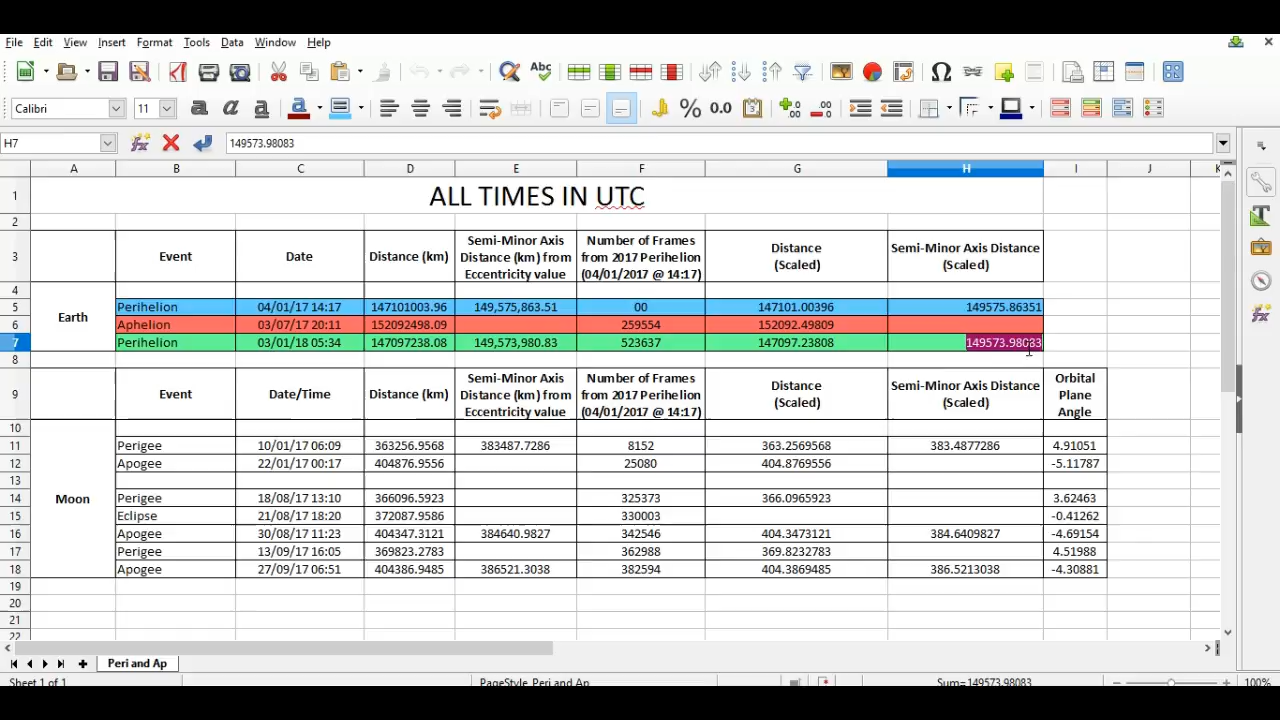 File Edit View Insert Format Tools Data Window Help
Abc
Calibri 11 a a a a % 0.0
H7 fx 149573.98083
A B C D E F G H I J K
1 ALL TIMES IN UTC
2
3 Event Date Distance (km) Semi-Minor Axis Distance (km) from Eccentricity value Number of Frames from 2017 Perihelion (04/01/2017 @ 14:17) Distance (Scaled) Semi-Minor Axis Distance (Scaled)
4
Earth
5 Perihelion 04/01/17 14:17 147101003.96 149,575,863.51 00 147101.00396 149575.86351
6 Aphelion 03/07/17 20:11 152092498.09 259554 152092.49809
7 Perihelion 03/01/18 05:34 147097238.08 149,573,980.83 523637 147097.23808 149573.98083
8
9 Event Date/Time Distance (km) Semi-Minor Axis Distance (km) from Eccentricity value Number of Frames from 2017 Perihelion (04/01/2017 @ 14:17) Distance (Scaled) Semi-Minor Axis Distance (Scaled) Orbital Plane Angle
10
Moon
11 Perigee 10/01/17 06:09 363256.9568 383487.7286 8152 363.2569568 383.4877286 4.91051
12 Apogee 22/01/17 00:17 404876.9556 25080 404.8769556 -5.11787
13
14 Perigee 18/08/17 13:10 366096.5923 325373 366.0965923 3.62463
15 Eclipse 21/08/17 18:20 372087.9586 330003 -0.41262
16 Apogee 30/08/17 11:23 404347.3121 384640.9827 342546 404.3473121 384.6409827 -4.69154
17 Perigee 13/09/17 16:05 369823.2783 362988 369.8232783 4.51988
18 Apogee 27/09/17 06:51 404386.9485 386521.3038 382594 404.3869485 386.5213038 -4.30881
19
20
21
22
Peri and Ap
Sheet 1 of 1 PageStyle_Peri and Ap Sum=149573.98083 100%